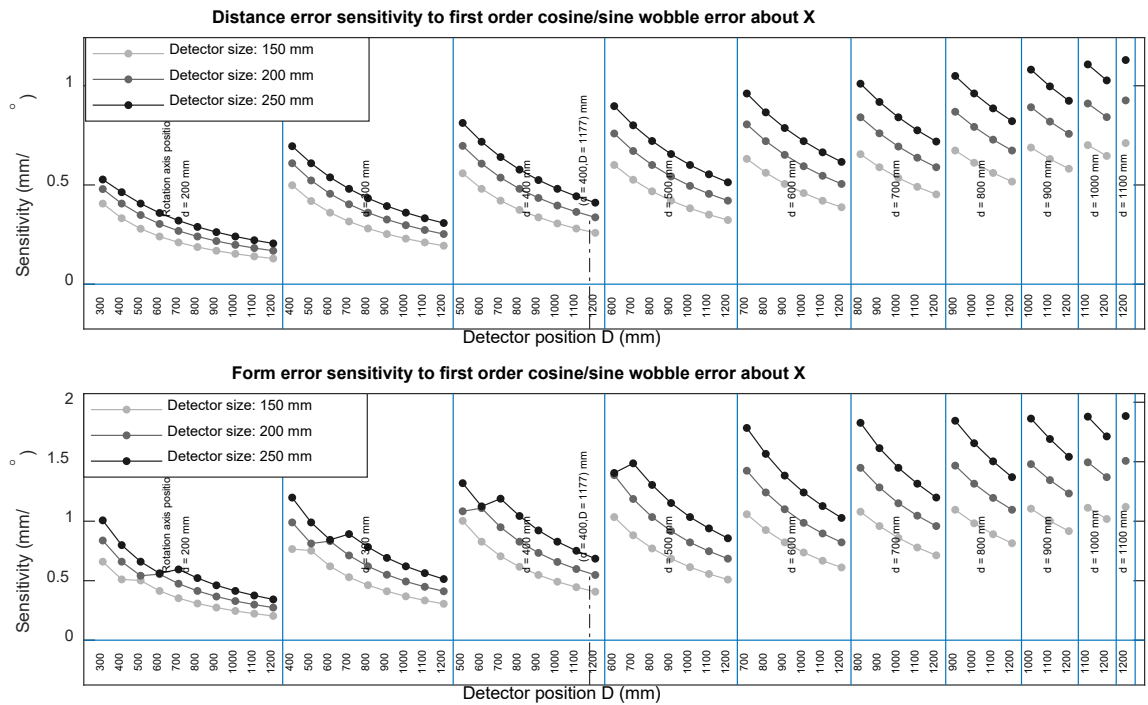 Distance error sensitivity to first order cosine/sine wobble error about X
Detector size: 150 mm
Detector size: 200 mm
Detector size: 250 mm
Sensitivity (mm/°)
1
0.5
0
Rotation axis position
d = 200 mm
d = 400 mm
(d = 400,D = 1177) mm
d = 500 mm
d = 600 mm
d = 700 mm
d = 800 mm
d = 900 mm
d = 1000 mm
d = 1100 mm
300 400 500 600 700 800 900 1000 1100 1200
400 500 600 700 800 900 1000 1100 1200
500 600 700 800 900 1000 1100 1200
600 700 800 900 1000 1100 1200
700 800 900 1000 1100 1200
800 900 1000 1100 1200
900 1000 1100 1200
1000 1100 1200
1100 1200
1200
Detector position D (mm)
Form error sensitivity to first order cosine/sine wobble error about X
Detector size: 150 mm
Detector size: 200 mm
Detector size: 250 mm
Sensitivity (mm/°)
2
1.5
1
0.5
0
Rotation axis position
d = 200 mm
d = 400 mm
(d = 400,D = 1177) mm
d = 500 mm
d = 600 mm
d = 700 mm
d = 800 mm
d = 900 mm
d = 1000 mm
d = 1100 mm
300 400 500 600 700 800 900 1000 1100 1200
400 500 600 700 800 900 1000 1100 1200
500 600 700 800 900 1000 1100 1200
600 700 800 900 1000 1100 1200
700 800 900 1000 1100 1200
800 900 1000 1100 1200
900 1000 1100 1200
1000 1100 1200
1100 1200
1200
Detector position D (mm)